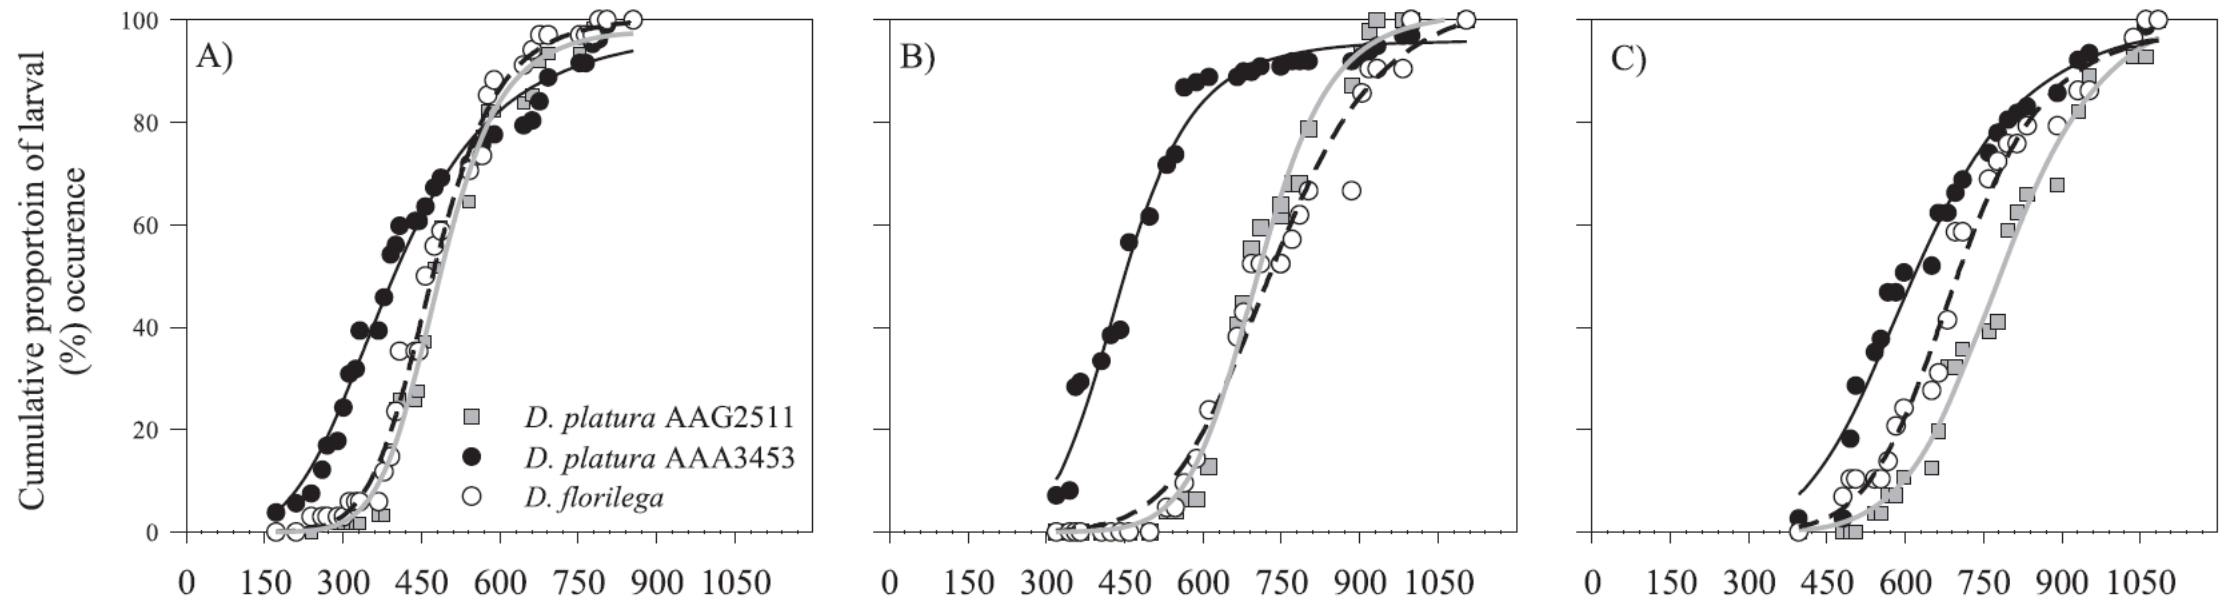 Cumulative proportoin of larval
(%) occurence
100
80
60
40
20
0
A)
D. platura AAG2511
D. platura AAA3453
D. florilega
0 150 300 450 600 750 900 1050
B)
0 150 300 450 600 750 900 1050
C)
0 150 300 450 600 750 900 1050